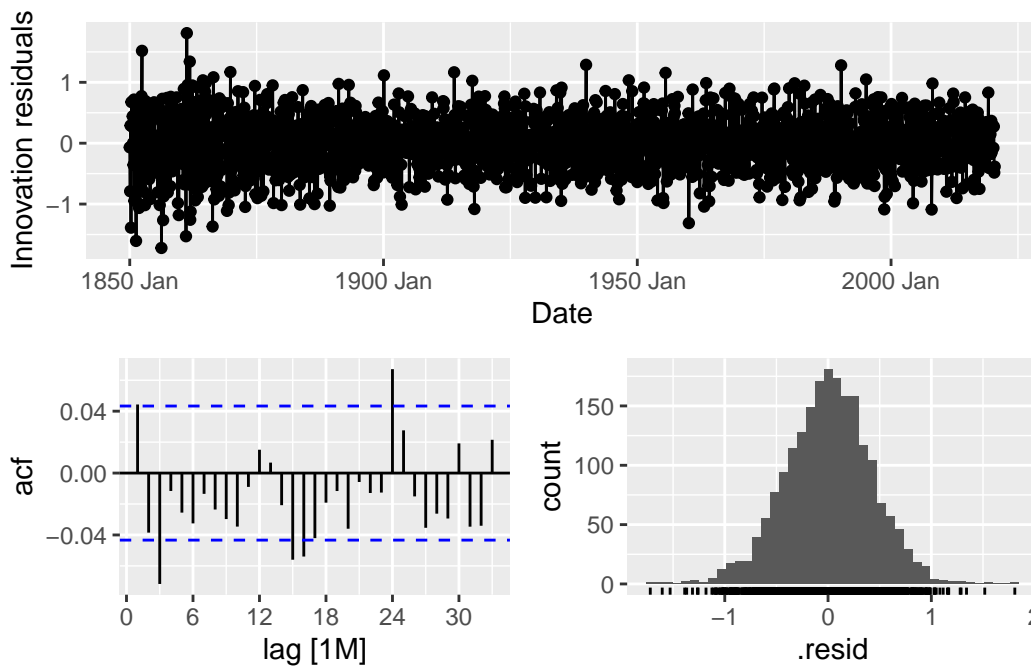 Innovation residuals
1
0
−1
1850 Jan
1900 Jan
1950 Jan
2000 Jan
Date
acf
0.04
0.00
−0.04
0
6
12
18
24
30
lag [1M]
count
150
100
50
0
−1
0
1
2
.resid